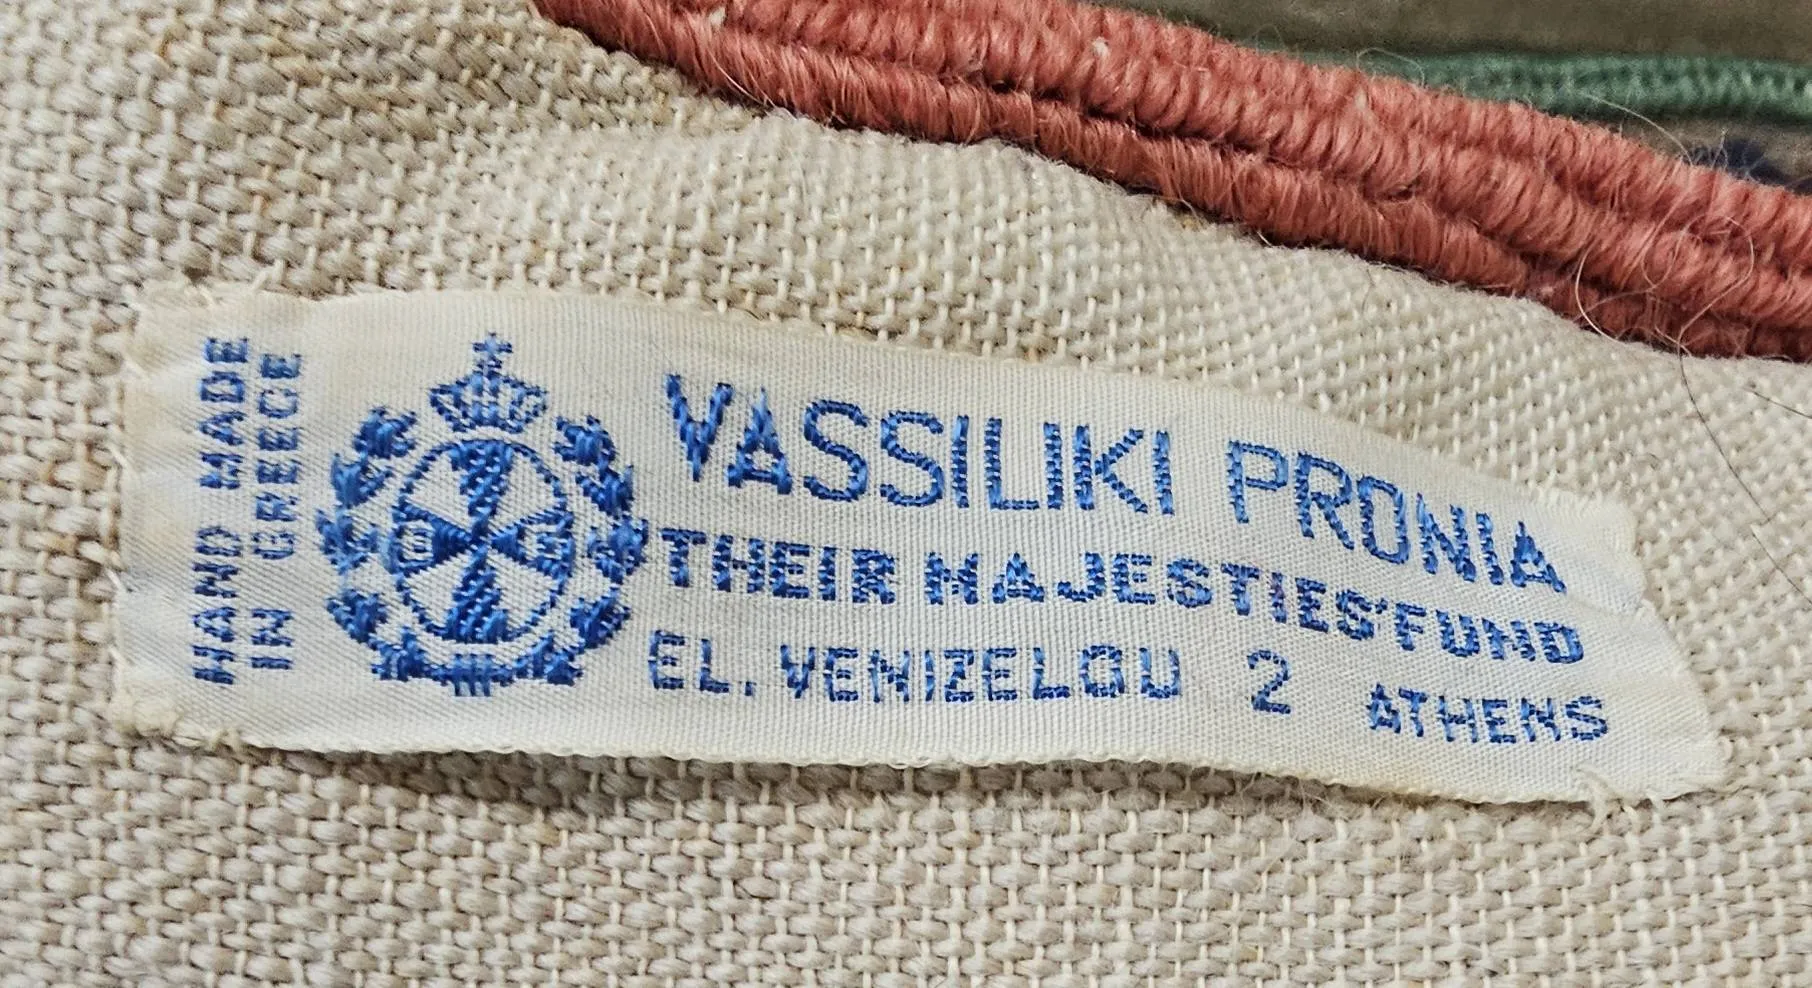 HAND MADE
IN GREECE
VASSILIKI PRONIA
THEIR MAJESTIES' FUND
EL. VENIZELOU 2 ATHENS